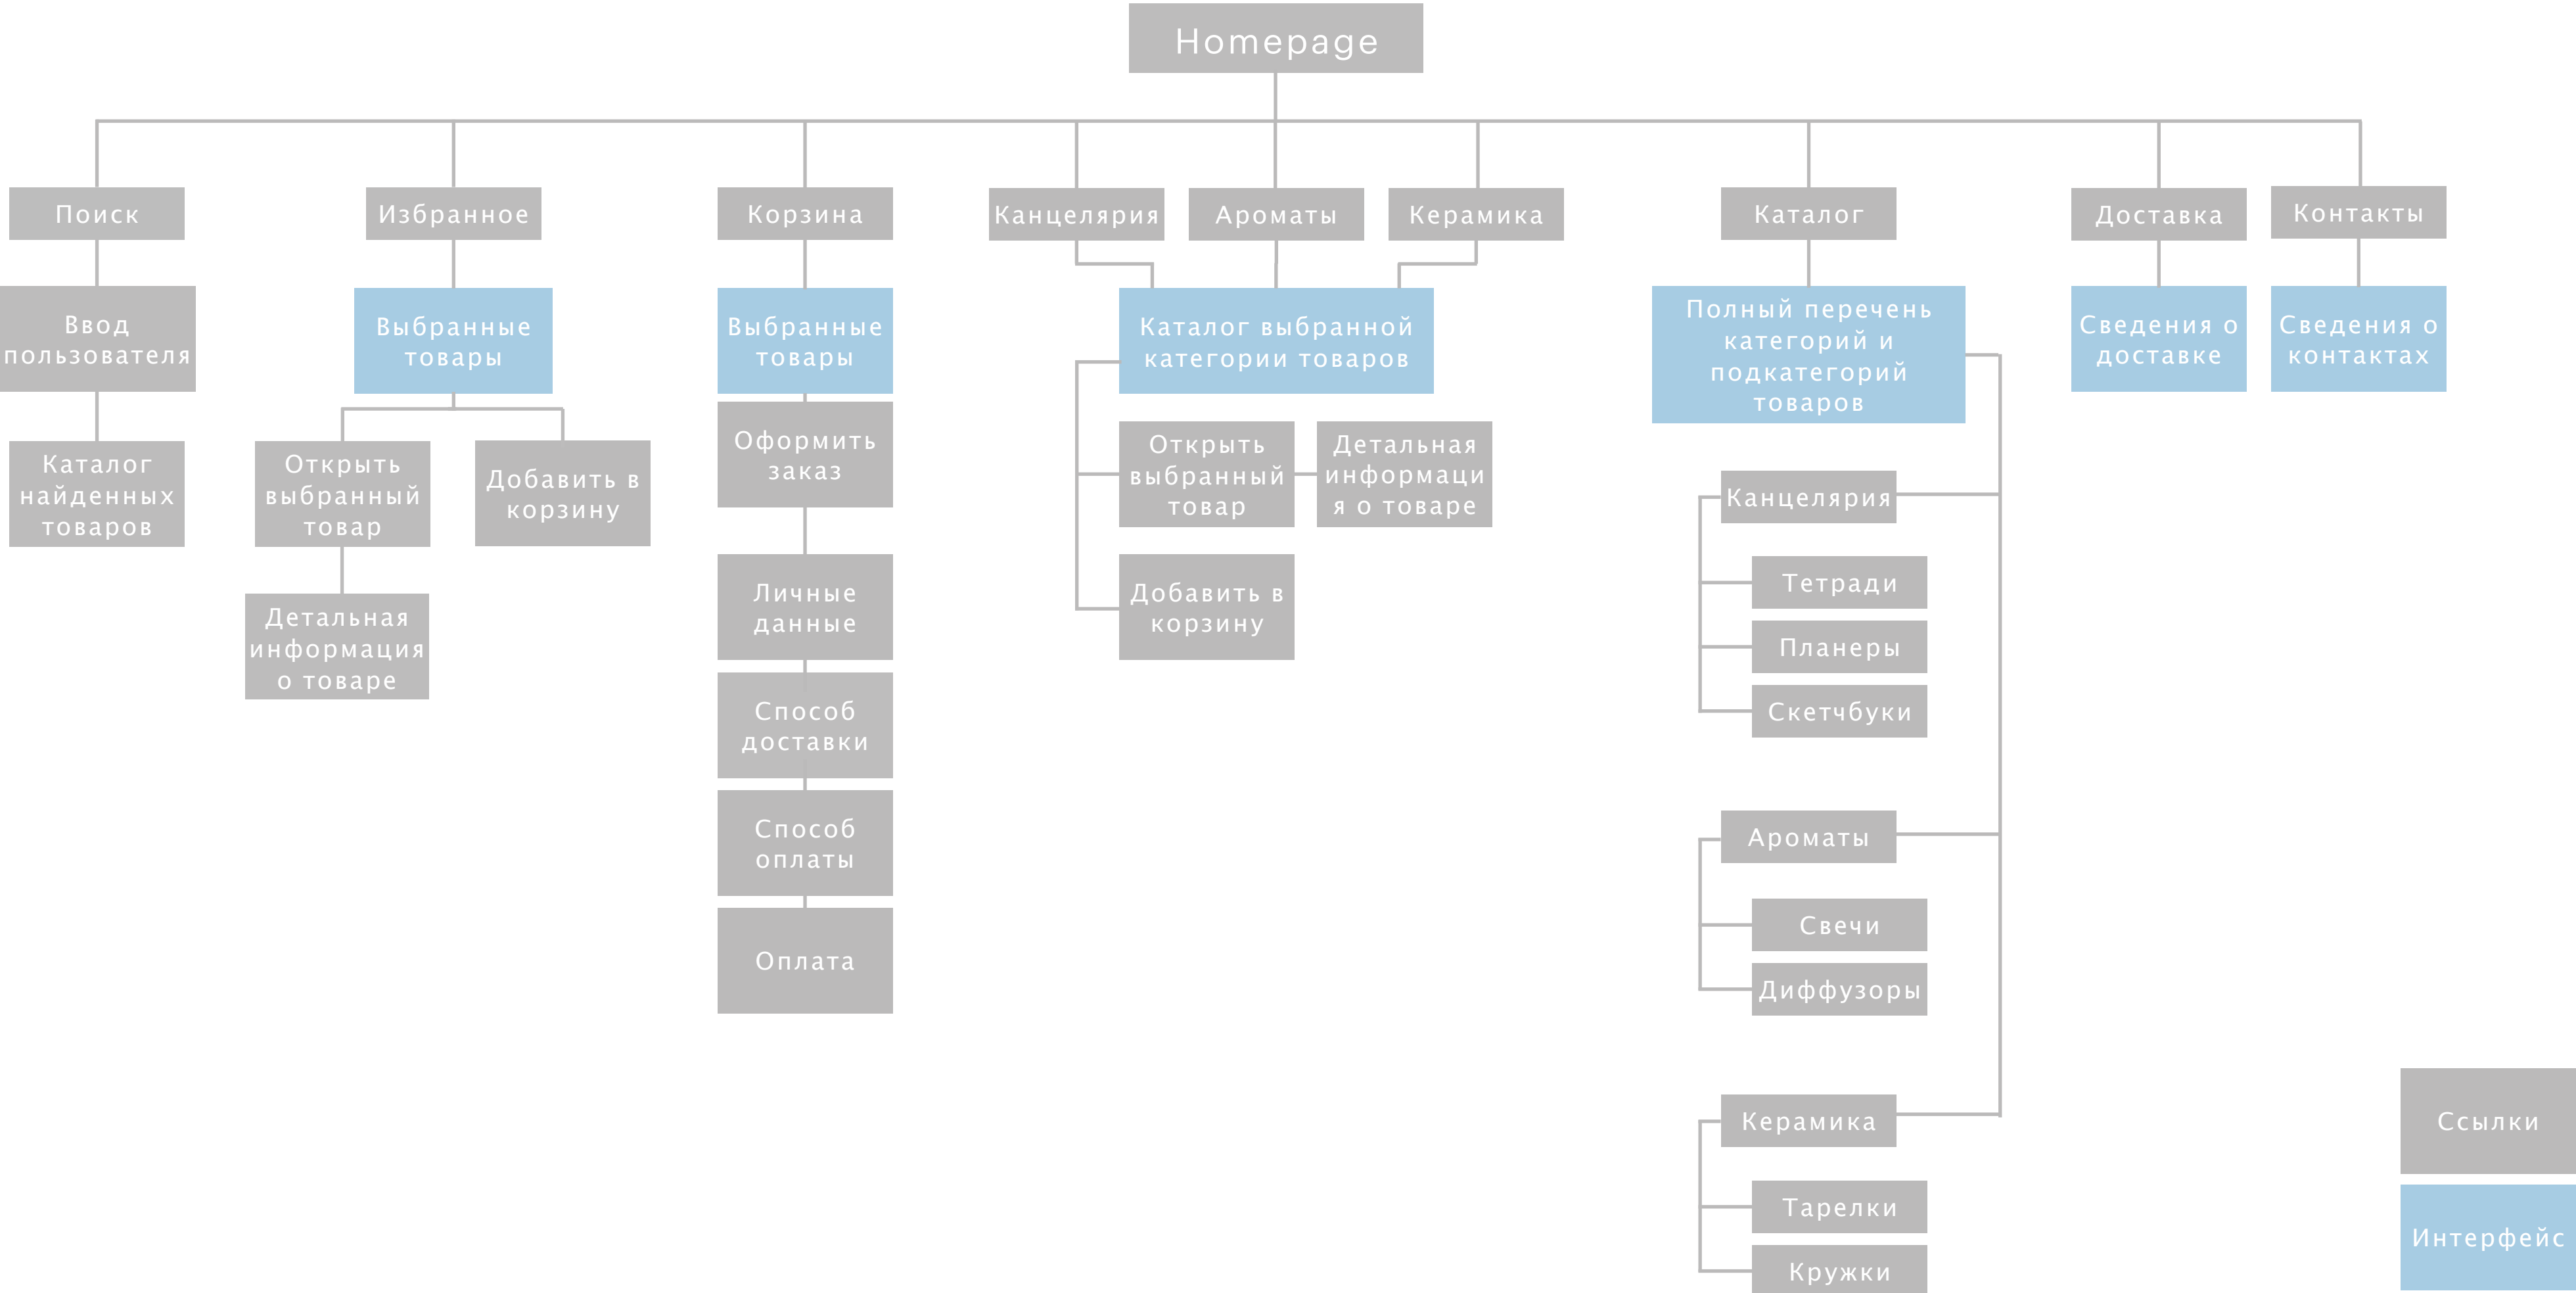 Homepage
Поиск
Избранное
Корзина
Канцелярия
Ароматы
Керамика
Каталог
Доставка
Контакты
Ввод
пользователя
Выбранные
товары
Выбранные
товары
Каталог выбранной
категории товаров
Полный перечень
категорий и
подкатегорий
товаров
Сведения о
доставке
Сведения о
контактах
Каталог
найденных
товаров
Открыть
выбранный
товар
Добавить в
корзину
Детальная
информация
о товаре
Оформить
заказ
Личные
данные
Способ
доставки
Способ
оплаты
Оплата
Открыть
выбранный
товар
Детальная
информаци
я о товаре
Добавить в
корзину
Канцелярия
Тетради
Планеры
Скетчбуки
Ароматы
Свечи
Диффузоры
Керамика
Тарелки
Кружки
Ссылки
Интерфейс